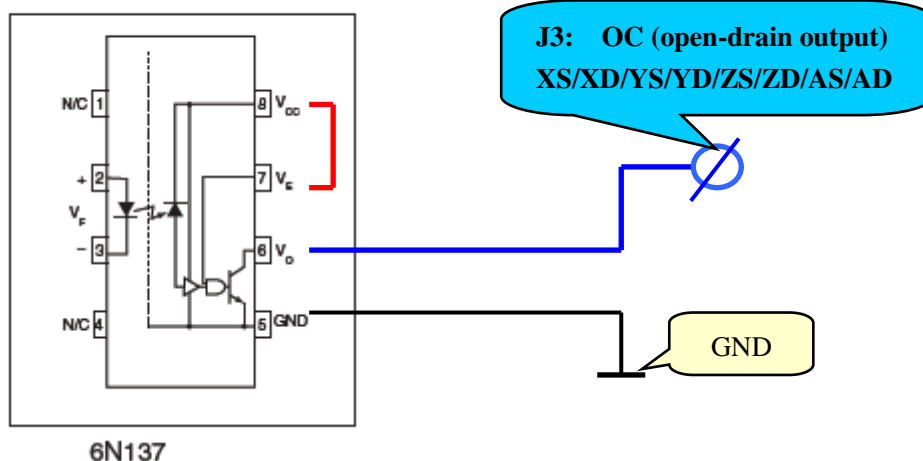 J3: OC (open-drain output)
XS/XD/YS/YD/ZS/ZD/AS/AD
N/C 1
8 VCC
+ 2
7 VE
VF
- 3
6 VO
N/C 4
5 GND
GND
6N137